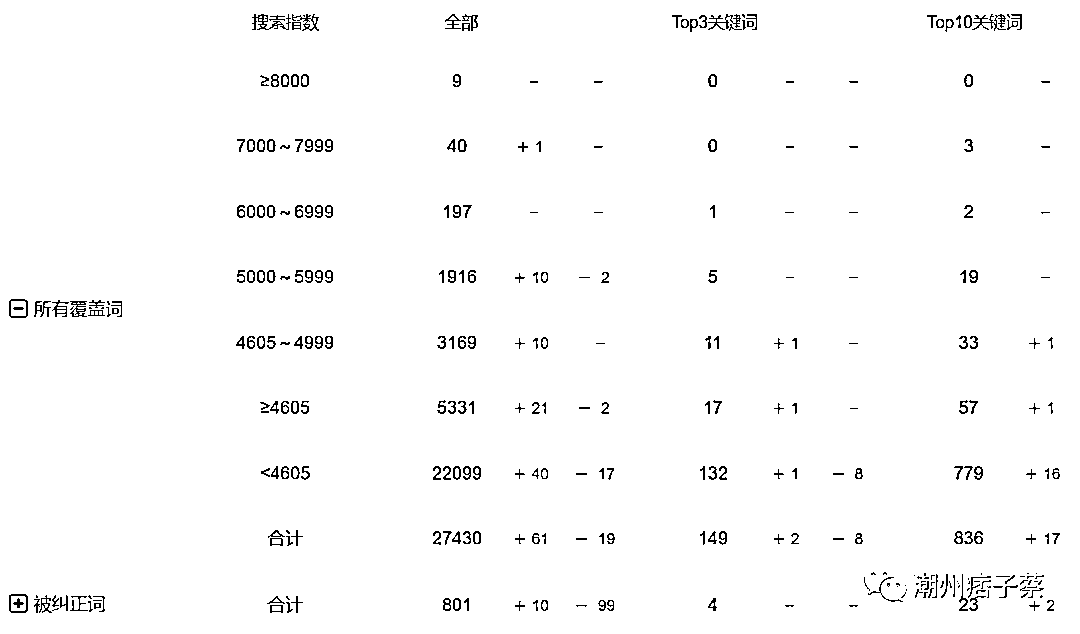 搜索指数 全部 Top3关键词 Top10关键词
≥8000 9 – – 0 – – 0 –
7000~7999 40 + 1 – 0 – – 3 –
6000~6999 197 – – 1 – – 2 –
5000~5999 1916 + 10 – 2 5 – – 19 –
所有覆盖词
4605~4999 3169 + 10 – 11 + 1 – 33 + 1
≥4605 5331 + 21 – 2 17 + 1 – 57 + 1
<4605 22099 + 40 – 17 132 + 1 – 8 779 + 16
合计 27430 + 61 – 19 149 + 2 – 8 836 + 17
潮州痞子蔡
被纠正词 合计 801 + 10 – 99 4 – – 23 + 2